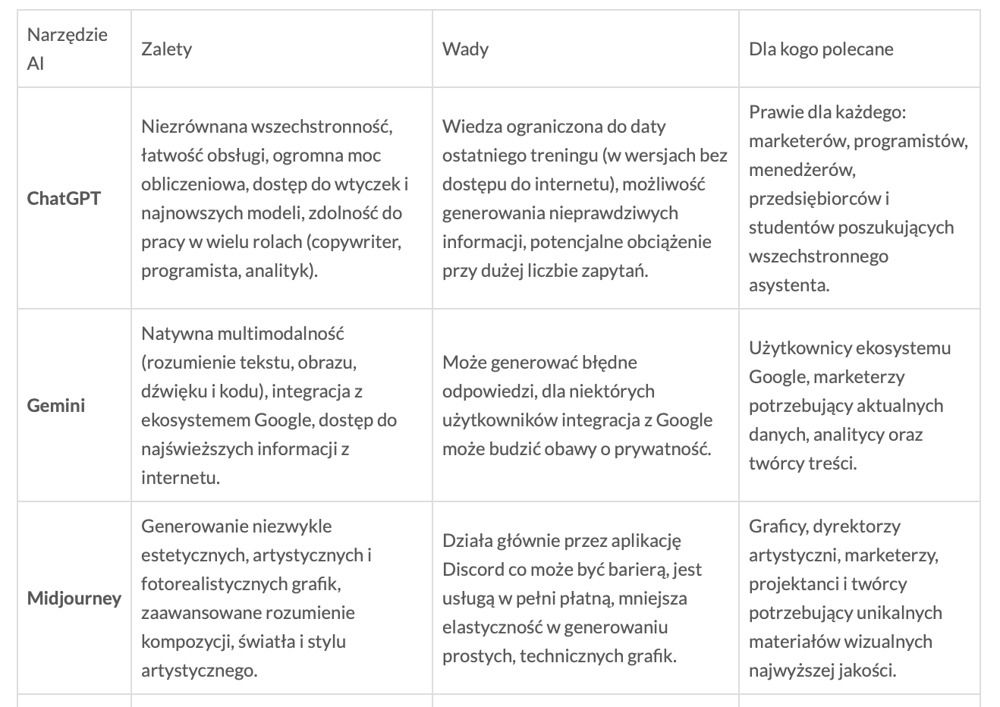 Narzędzie
AI
Zalety
Wady
Dla kogo polecane
ChatGPT
Niezrównana wszechstronność,
łatwość obsługi, ogromna moc
obliczeniowa, dostęp do wtyczek i
najnowszych modeli, zdolność do
pracy w wielu rolach (copywriter,
programista, analityk).
Wiedza ograniczona do daty
ostatniego treningu (w wersjach bez
dostępu do internetu), możliwość
generowania nieprawdziwych
informacji, potencjalne obciążenie
przy dużej liczbie zapytań.
Prawie dla każdego:
marketerów, programistów,
menedżerów,
przedsiębiorców i
studentów poszukujących
wszechstronnego
asystenta.
Gemini
Natywna multimodalność
(rozumienie tekstu, obrazu,
dźwięku i kodu), integracja z
ekosystemem Google, dostęp do
najświeższych informacji z
internetu.
Może generować błędne
odpowiedzi, dla niektórych
użytkowników integracja z Google
może budzić obawy o prywatność.
Użytkownicy ekosystemu
Google, marketerzy
potrzebujący aktualnych
danych, analitycy oraz
twórcy treści.
Midjourney
Generowanie niezwykle
estetycznych, artystycznych i
fotorealistycznych grafik,
zaawansowane rozumienie
kompozycji, światła i stylu
artystycznego.
Działa głównie przez aplikację
Discord co może być barierą, jest
usługą w pełni płatną, mniejsza
elastyczność w generowaniu
prostych, technicznych grafik.
Graficy, dyrektorzy
artystyczni, marketerzy,
projektanci i twórcy
potrzebujący unikalnych
materiałów wizualnych
najwyższej jakości.